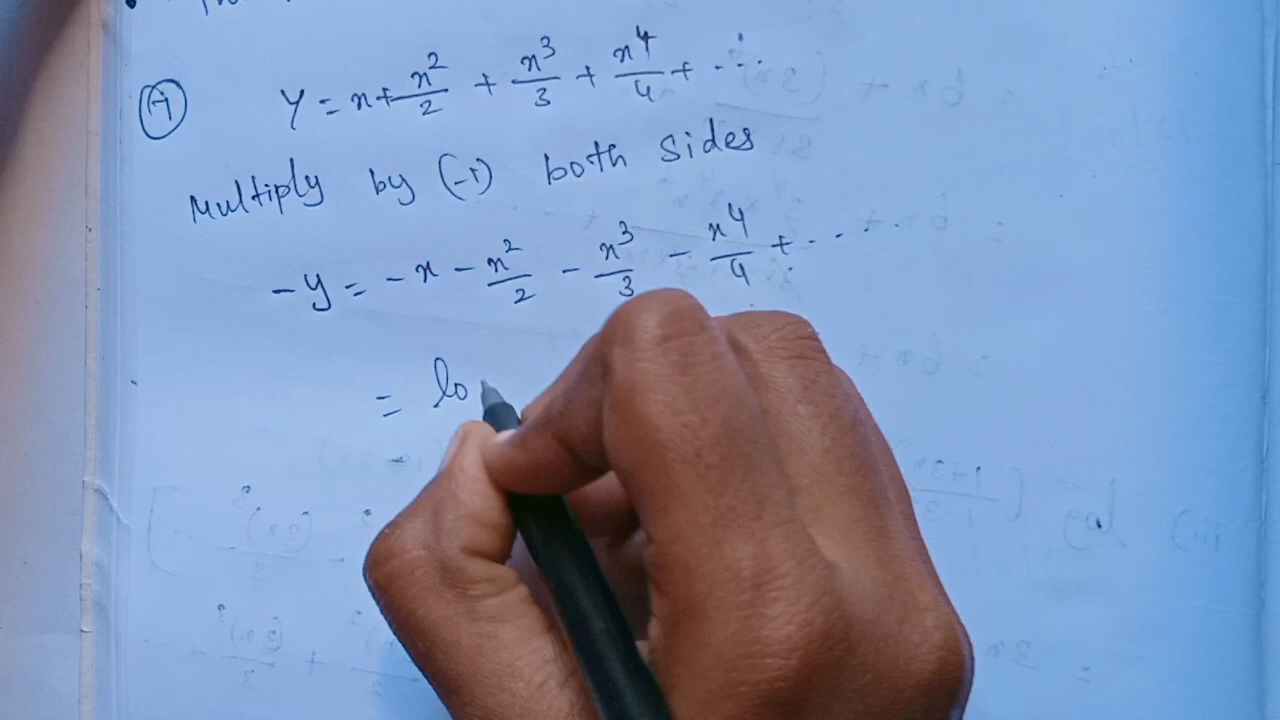 7 Y = x + x²/2 + x³/3 + x⁴/4 + ...
Multiply by (-1) both sides
-y = -x - x²/2 - x³/3 - x⁴/4 + ....
= lo